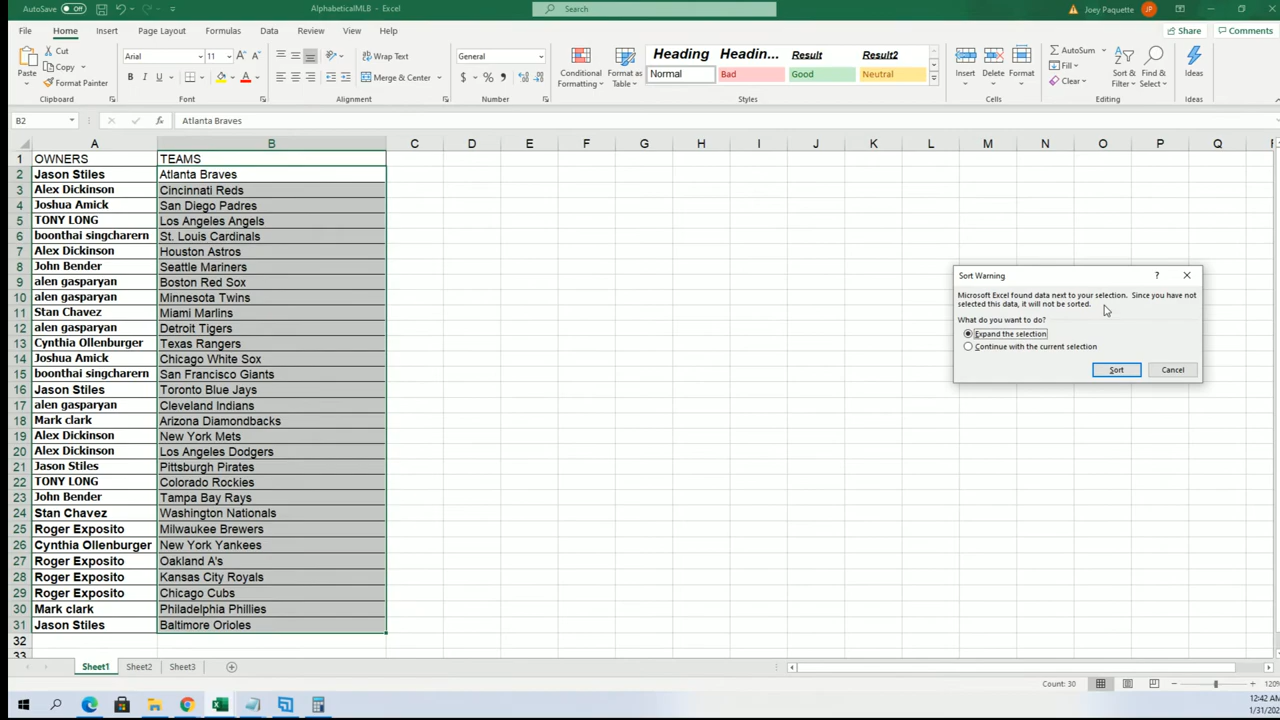 AutoSave Off
AlphabeticalMLB - Excel
Search
Joey Paquette JP
File Home Insert Page Layout Formulas Data Review View Help
Share Comments
Paste
Cut
Copy
Format Painter
Clipboard
Arial 11
B I U
Font
Wrap Text
Merge & Center
Alignment
General
$ % ,
Number
Conditional Formatting
Format as Table
Heading Headin... Result Result2
Normal Bad Good Neutral
Styles
Insert Delete Format
Cells
AutoSum
Fill
Clear
Sort & Filter
Find & Select
Editing
Ideas
Ideas
B2 fx Atlanta Braves
A B C D E F G H I J K L M N O P Q
1 OWNERS TEAMS
2 Jason Stiles Atlanta Braves
3 Alex Dickinson Cincinnati Reds
4 Joshua Amick San Diego Padres
5 TONY LONG Los Angeles Angels
6 boonthai singcharern St. Louis Cardinals
7 Alex Dickinson Houston Astros
8 John Bender Seattle Mariners
9 alen gasparyan Boston Red Sox
10 alen gasparyan Minnesota Twins
11 Stan Chavez Miami Marlins
12 alen gasparyan Detroit Tigers
13 Cynthia Ollenburger Texas Rangers
14 Joshua Amick Chicago White Sox
15 boonthai singcharern San Francisco Giants
16 Jason Stiles Toronto Blue Jays
17 alen gasparyan Cleveland Indians
18 Mark clark Arizona Diamondbacks
19 Alex Dickinson New York Mets
20 Alex Dickinson Los Angeles Dodgers
21 Jason Stiles Pittsburgh Pirates
22 TONY LONG Colorado Rockies
23 John Bender Tampa Bay Rays
24 Stan Chavez Washington Nationals
25 Roger Exposito Milwaukee Brewers
26 Cynthia Ollenburger New York Yankees
27 Roger Exposito Oakland A's
28 Roger Exposito Kansas City Royals
29 Roger Exposito Chicago Cubs
30 Mark clark Philadelphia Phillies
31 Jason Stiles Baltimore Orioles
32
33
Sort Warning ?
Microsoft Excel found data next to your selection. Since you have not
selected this data, it will not be sorted.
What do you want to do?
Expand the selection
Continue with the current selection
Sort Cancel
Sheet1 Sheet2 Sheet3
Count: 30 120%
12:42 AM